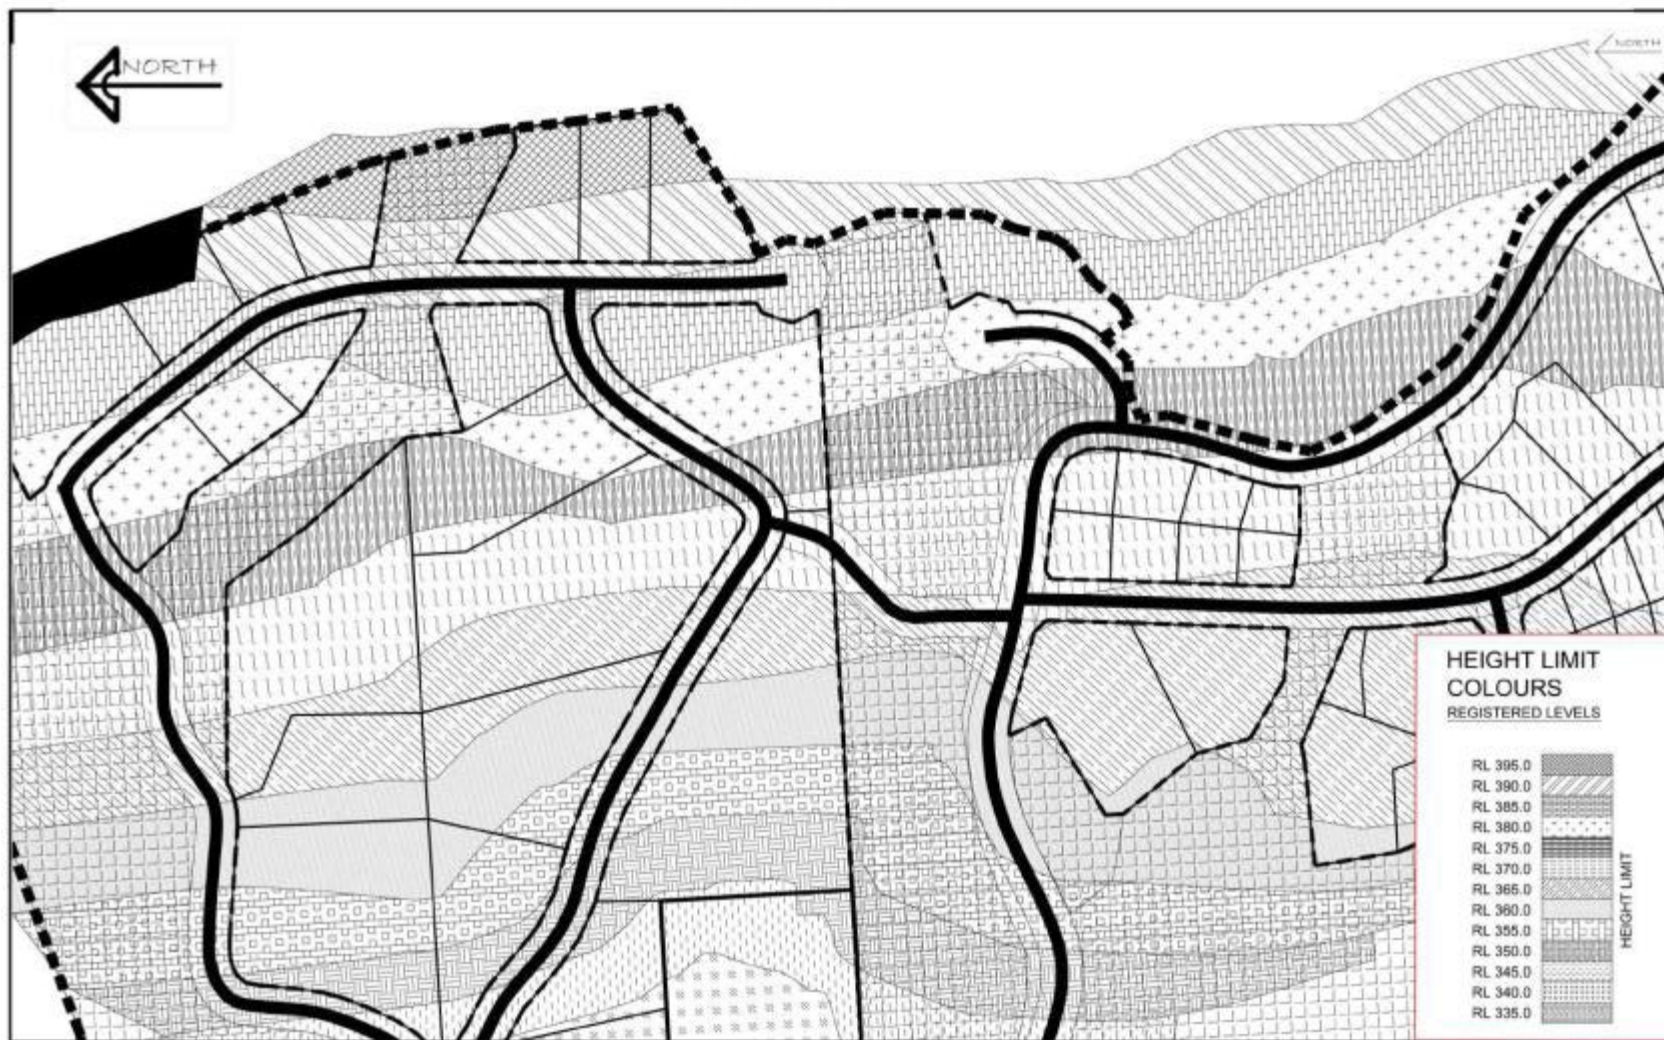 NORTH
NORTH
HEIGHT LIMIT
COLOURS
REGISTERED LEVELS
RL 395.0
RL 390.0
RL 385.0
RL 380.0
RL 375.0
RL 370.0
RL 365.0
RL 360.0
RL 355.0
RL 350.0
RL 345.0
RL 340.0
RL 335.0
HEIGHT LIMIT